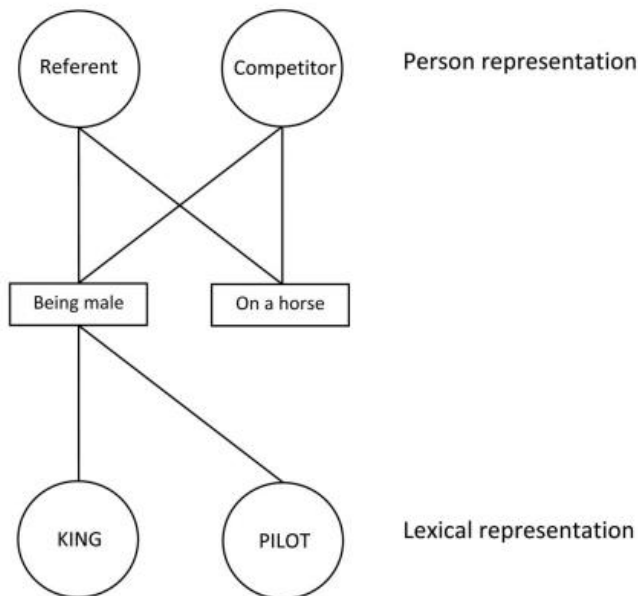 Referent
Competitor
Person representation
Being male
On a horse
KING
PILOT
Lexical representation